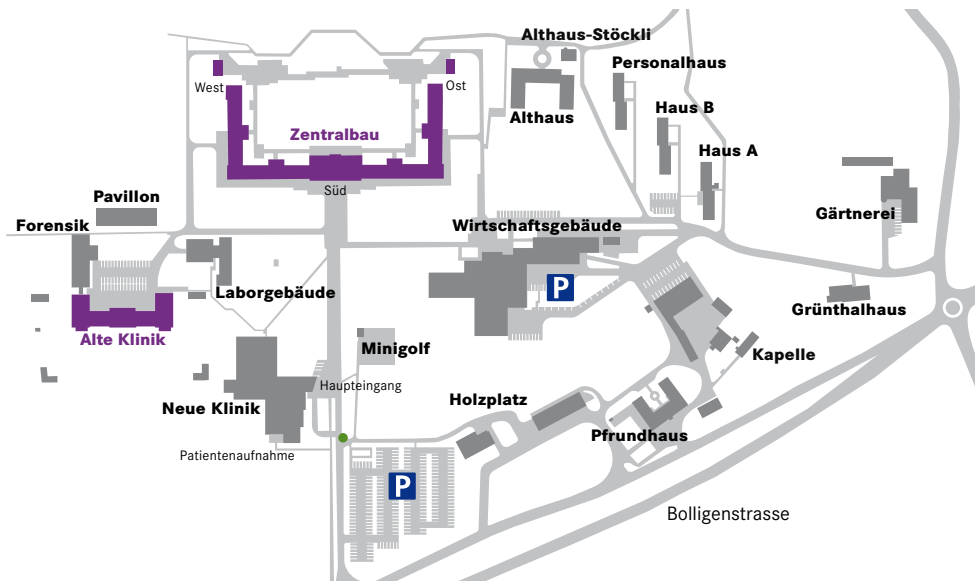 Althaus-Stöckli
Personalhaus
West
Ost
Haus B
Althaus
Zentralbau
Haus A
Süd
Pavillon
Gärtnerei
Forensik
Wirtschaftsgebäude
P
Laborgebäude
Grünthalhaus
Alte Klinik
Minigolf
Kapelle
Haupteingang
Holzplatz
Neue Klinik
Pfrundhaus
Patientenaufnahme
P
Bolligenstrasse